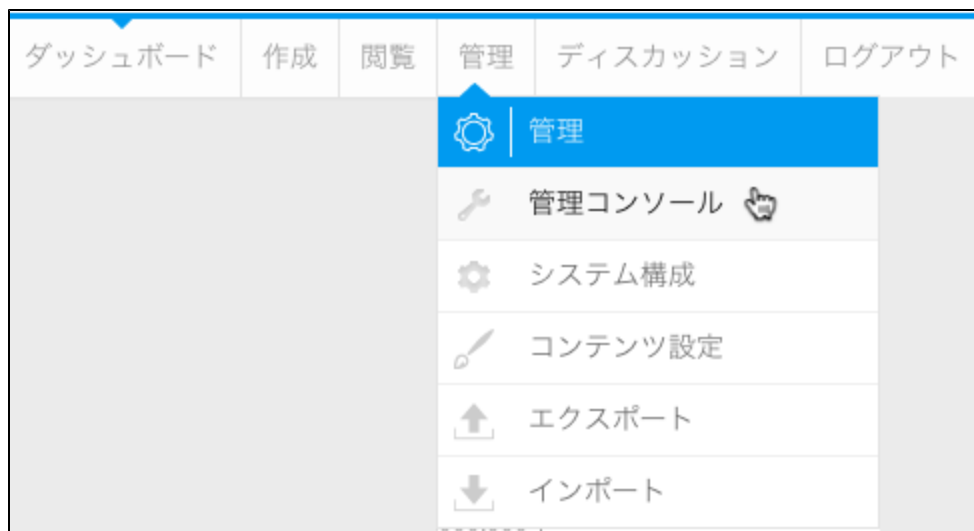 ダッシュボード 作成 閲覧 管理 ディスカッション ログアウト
管理
管理コンソール
システム構成
コンテンツ設定
エクスポート
インポート